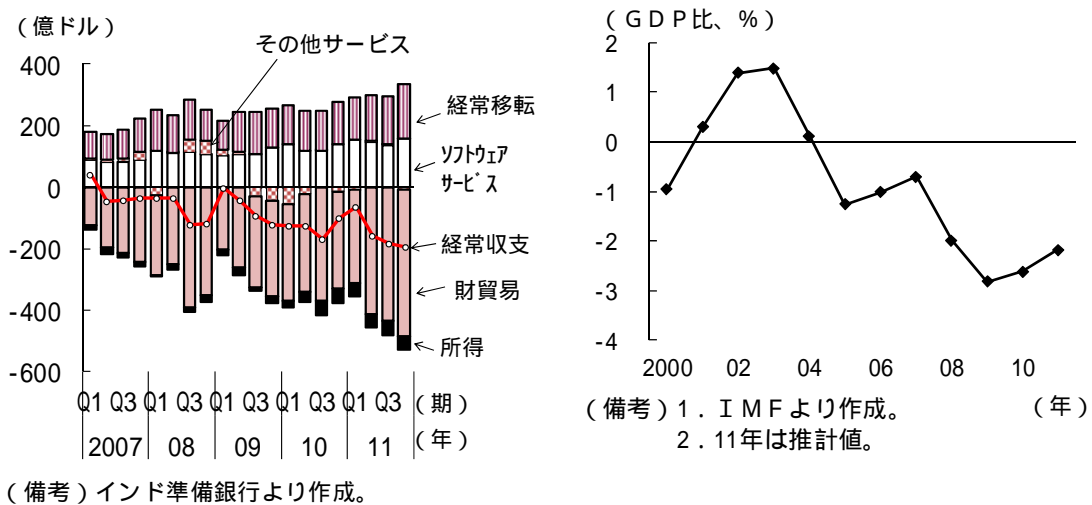 （億ドル）
その他サービス
400
200
0
-200
-400
-600
経常移転
ｿﾌﾄｳｪｱ
ｻｰﾋﾞｽ
経常収支
財貿易
所得
Q1 Q3 Q1 Q3 Q1 Q3 Q1 Q3 Q1 Q3（期）
2007 08 09 10 11（年）
（備考）インド準備銀行より作成。
（ＧＤＰ比、％）
2
1
0
-1
-2
-3
-4
2000 02 04 06 08 10
（年）
（備考）１．ＩＭＦより作成。
２．11年は推計値。